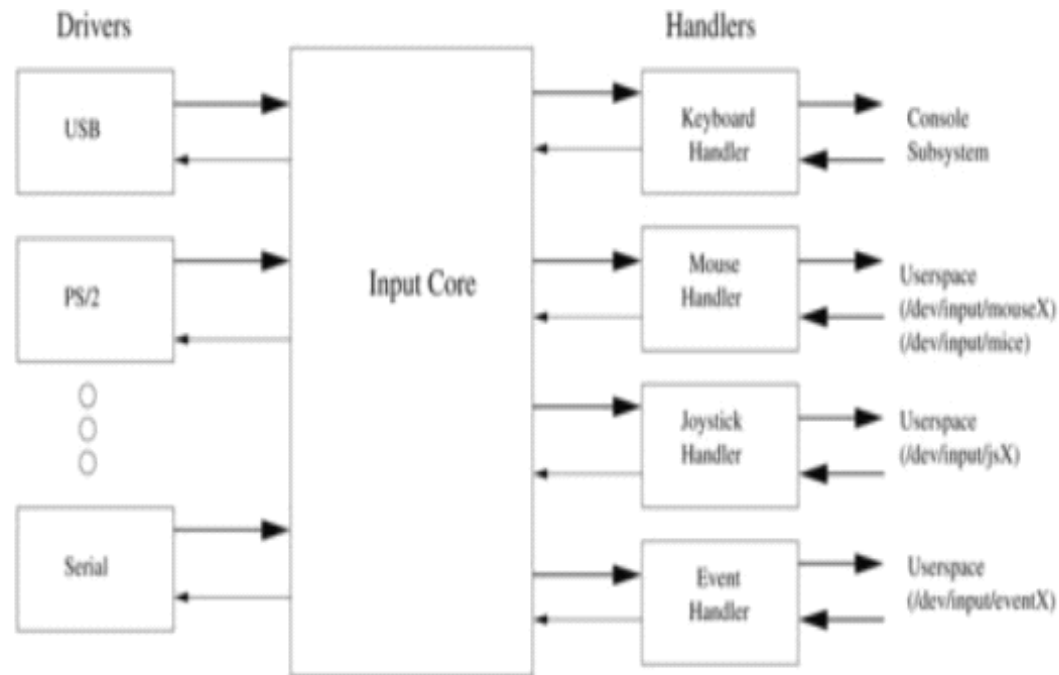 Drivers
Handlers
USB
PS/2
Serial
Input Core
Keyboard
Handler
Mouse
Handler
Joystick
Handler
Event
Handler
Console
Subsystem
Userspace
(/dev/input/mouseX)
(/dev/input/mice)
Userspace
(/dev/input/jsX)
Userspace
(/dev/input/eventX)